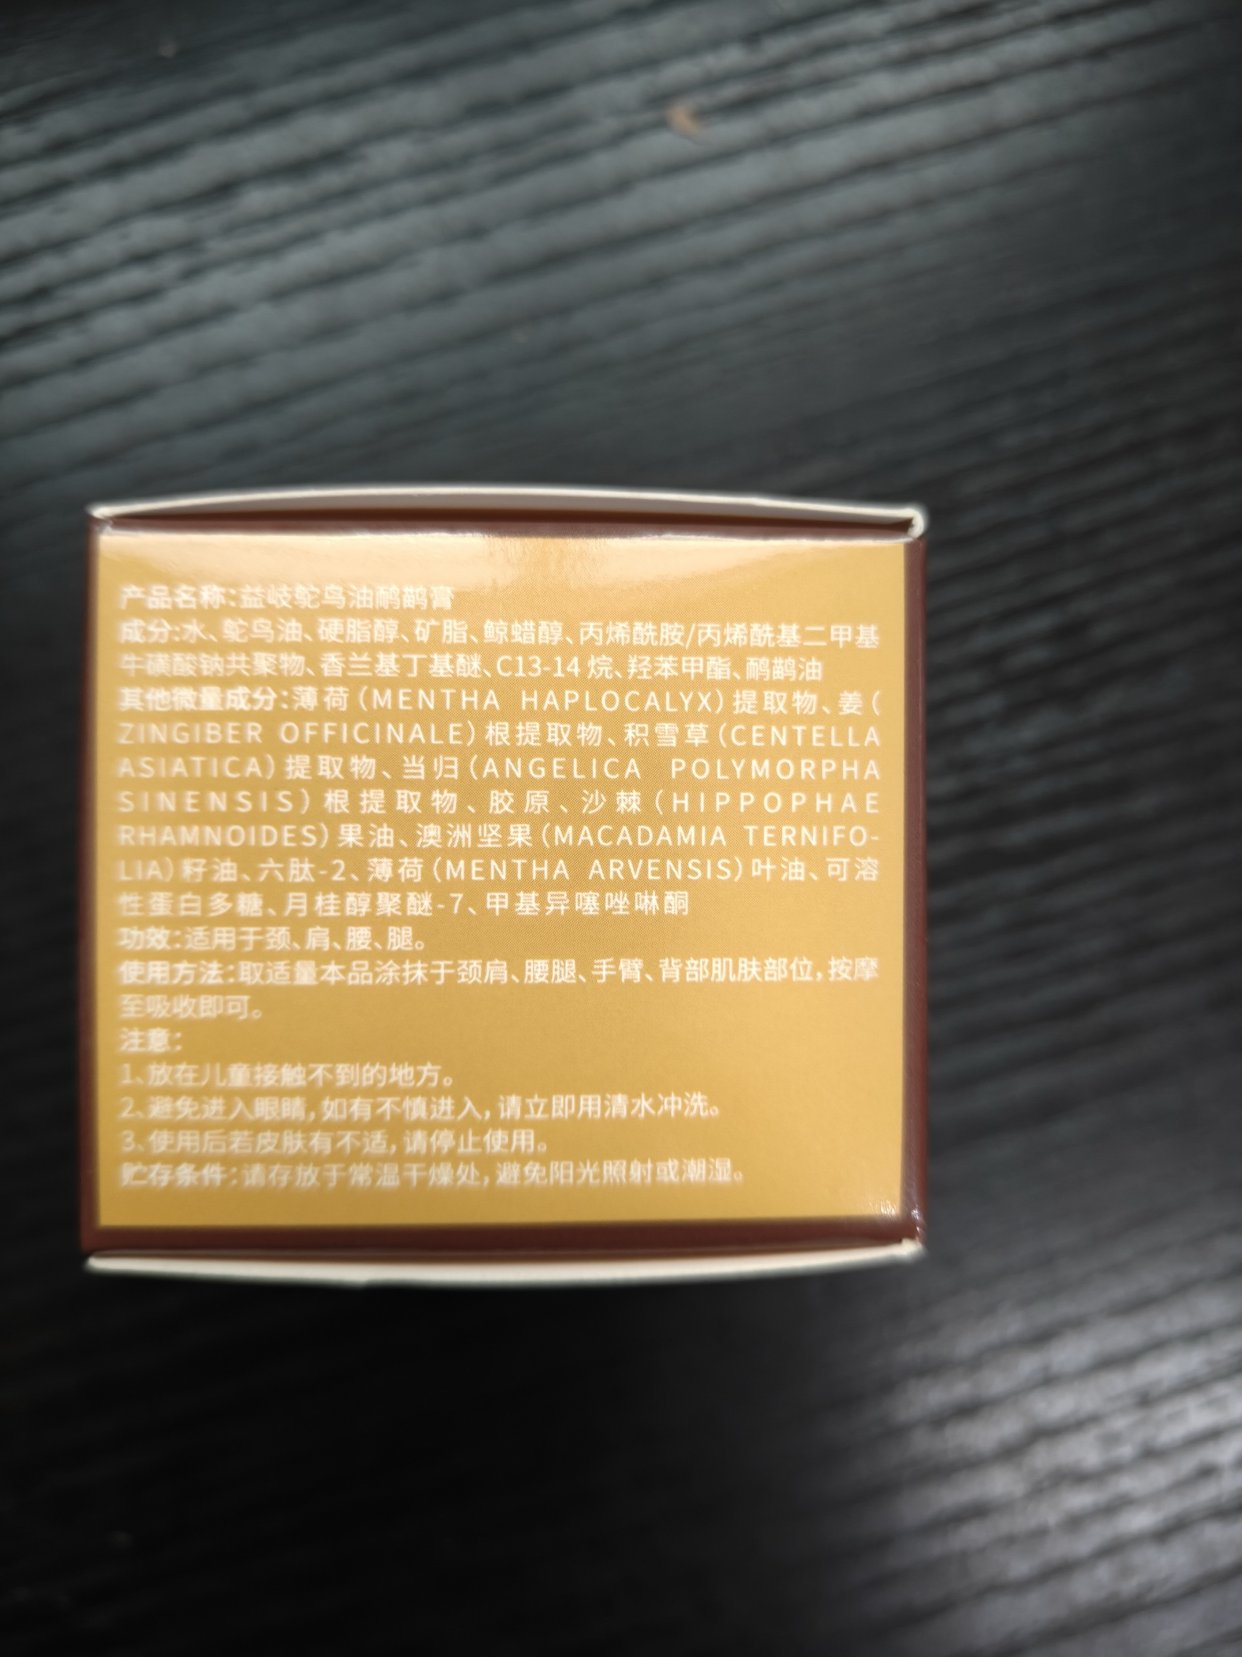 产品名称:益岐鸵鸟油鸸鹋膏
成分:水、鸵鸟油、硬脂醇、矿脂、鲸蜡醇、丙烯酰胺/丙烯酰基二甲基
牛磺酸钠共聚物、香兰基丁基醚、C13-14 烷、羟苯甲酯、鸸鹋油
其他微量成分:薄荷(MENTHA HAPLOCALYX)提取物、姜(
ZINGIBER OFFICINALE)根提取物、积雪草(CENTELLA
ASIATICA)提取物、当归(ANGELICA POLYMORPHA
SINENSIS)根提取物、胶原、沙棘(HIPPOPHAE
RHAMNOIDES)果油、澳洲坚果(MACADAMIA TERNIFO-
LIA)籽油、六肽-2、薄荷(MENTHA ARVENSIS)叶油、可溶
性蛋白多糖、月桂醇聚醚-7、甲基异噻唑啉酮
功效:适用于颈、肩、腰、腿。
使用方法:取适量本品涂抹于颈肩、腰腿、手臂、背部肌肤部位,按摩
至吸收即可。
注意:
1、放在儿童接触不到的地方。
2、避免进入眼睛,如有不慎进入,请立即用清水冲洗。
3、使用后若皮肤有不适,请停止使用。
贮存条件:请存放于常温干燥处,避免阳光照射或潮湿。